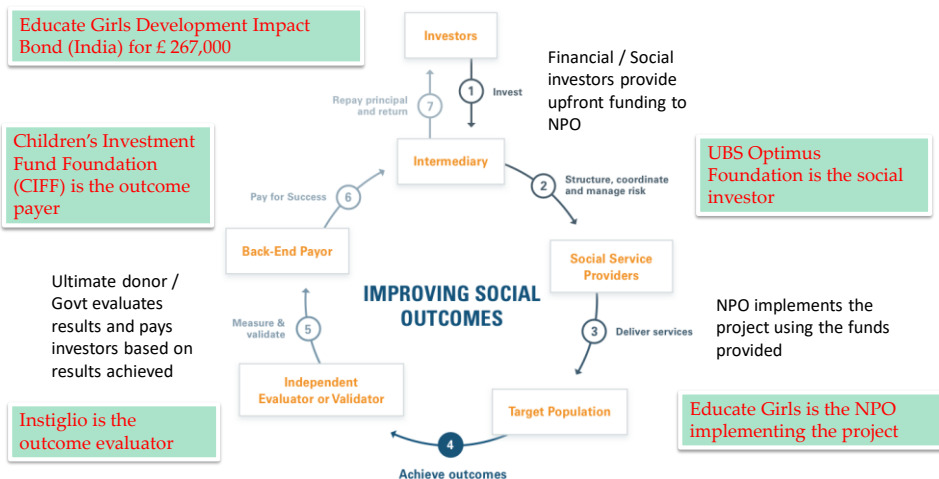 Educate Girls Development Impact
Bond (India) for £ 267,000
Investors
1
Invest
Repay principal
and return
7
Financial / Social
investors provide
upfront funding to
NPO
Children's Investment
Fund Foundation
(CIFF) is the outcome
payer
Intermediary
UBS Optimus
Foundation is the social
investor
2
Structure, coordinate
and manage risk
Pay for Success
6
Back-End Payor
Social Service
Providers
Ultimate donor /
Govt evaluates
results and pays
investors based on
results achieved
IMPROVING SOCIAL
OUTCOMES
Measure &
validate
5
3
Deliver services
NPO implements the
project using the funds
provided
Independent
Evaluator or Validator
Target Population
Instiglio is the
outcome evaluator
Educate Girls is the NPO
implementing the project
4
Achieve outcomes